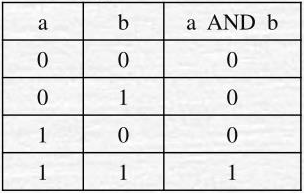 a b a AND b
0 0 0
0 1 0
1 0 0
1 1 1